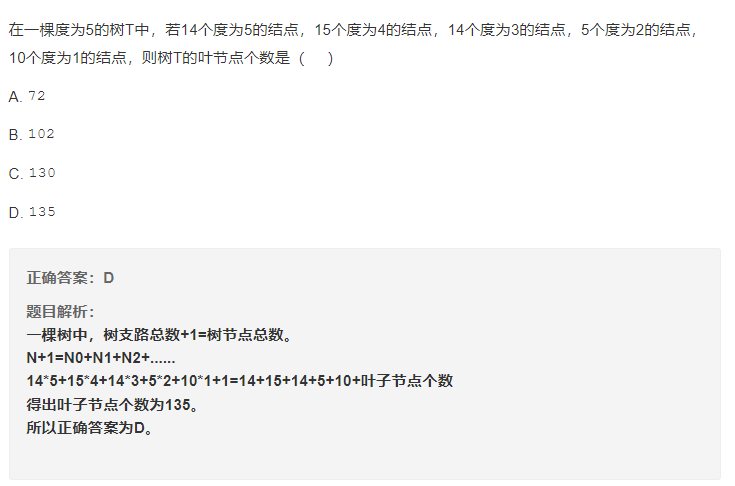 在一棵度为5的树T中，若14个度为5的结点，15个度为4的结点，14个度为3的结点，5个度为2的结点，
10个度为1的结点，则树T的叶节点个数是（　）
A. 72
B. 102
C. 130
D. 135
正确答案：D
题目解析：
一棵树中，树支路总数+1=树节点总数。
N+1=N0+N1+N2+......
14*5+15*4+14*3+5*2+10*1+1=14+15+14+5+10+叶子节点个数
得出叶子节点个数为135。
所以正确答案为D。